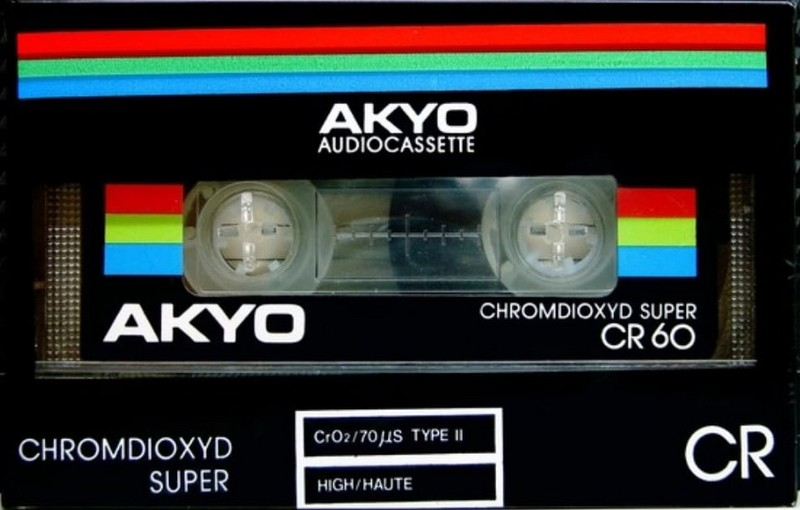 AKYO
AUDIOCASSETTE
AKYO
CHROMDIOXYD SUPER
CR 60
CHROMDIOXYD
SUPER
CrO2/70µS TYPE II
HIGH/HAUTE
CR